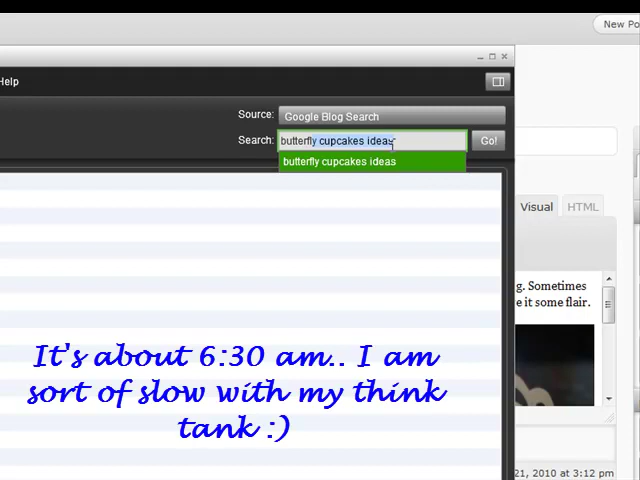 New Po
Help
Source: Google Blog Search
Search: butterfly cupcakes ideas Go!
butterfly cupcakes ideas
Visual HTML
g. Sometimes
e it some flair.
It's about 6:30 am.. I am
sort of slow with my think
tank :)
21, 2010 at 3:12 pm